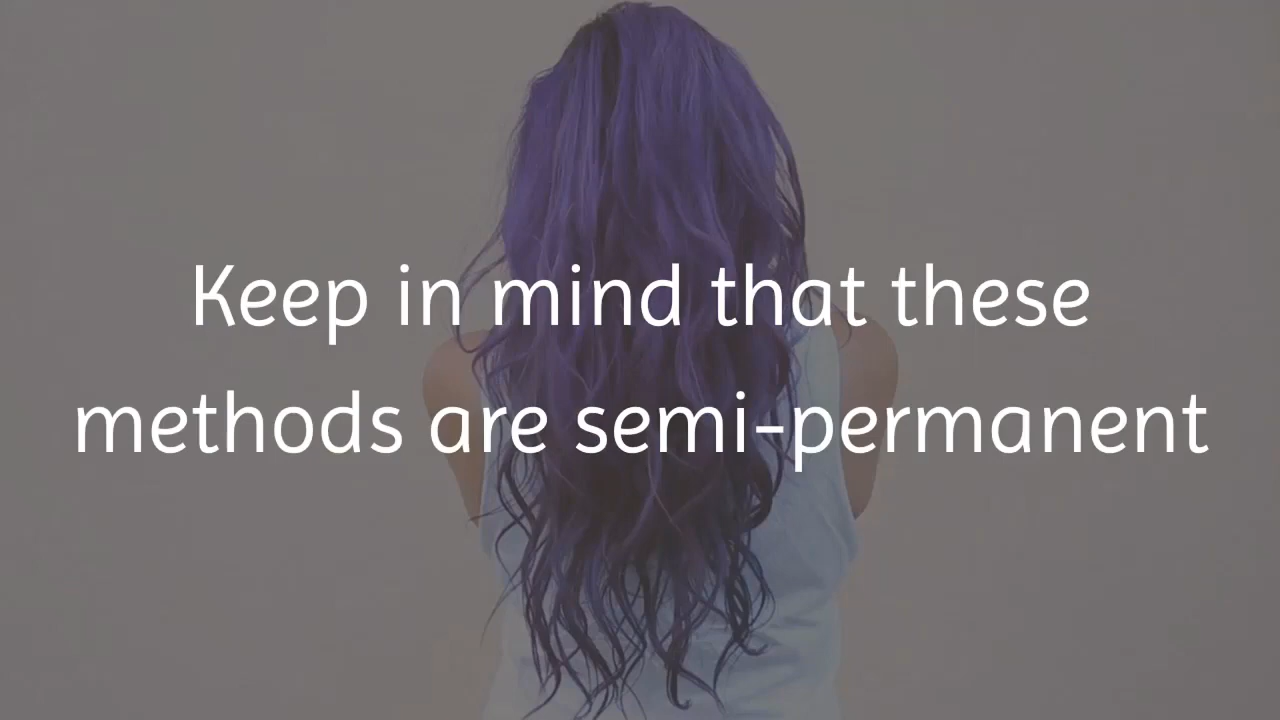 Keep in mind that these
methods are semi-permanent